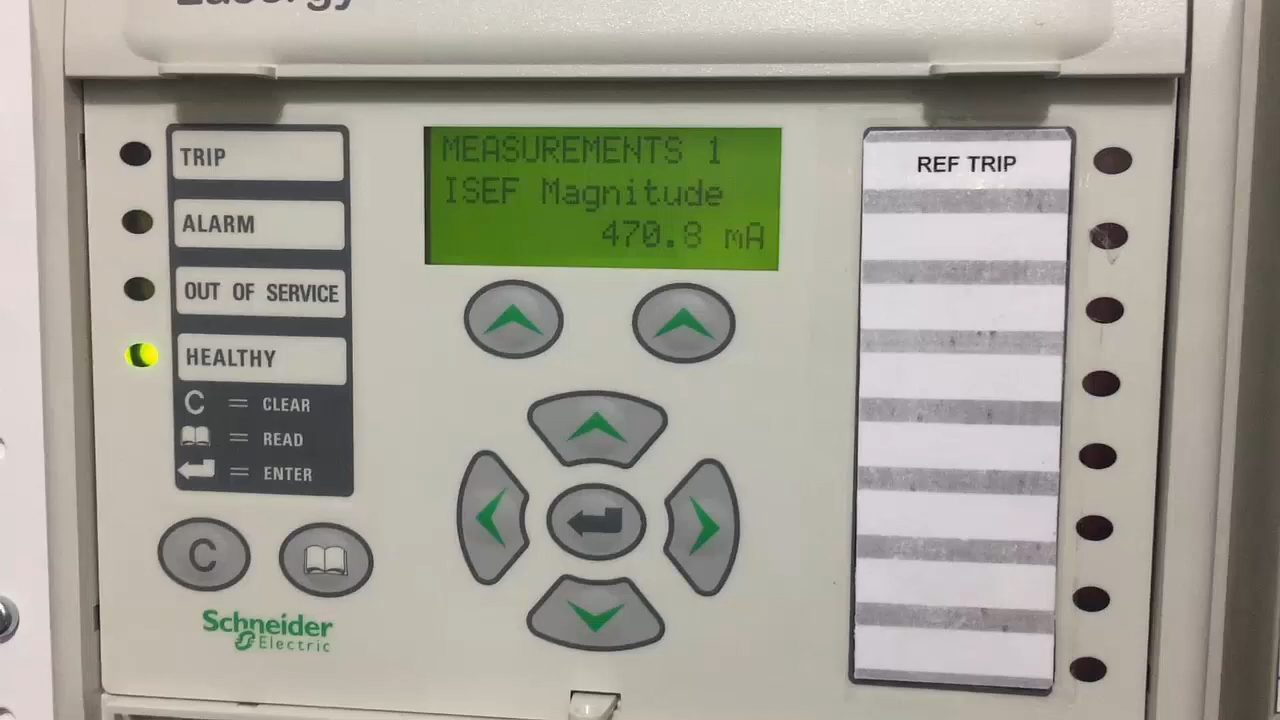 TRIP
ALARM
OUT OF SERVICE
HEALTHY
C = CLEAR
= READ
= ENTER
C
Schneider
Electric
MEASUREMENTS 1
ISEF Magnitude
470.8 mA
REF TRIP